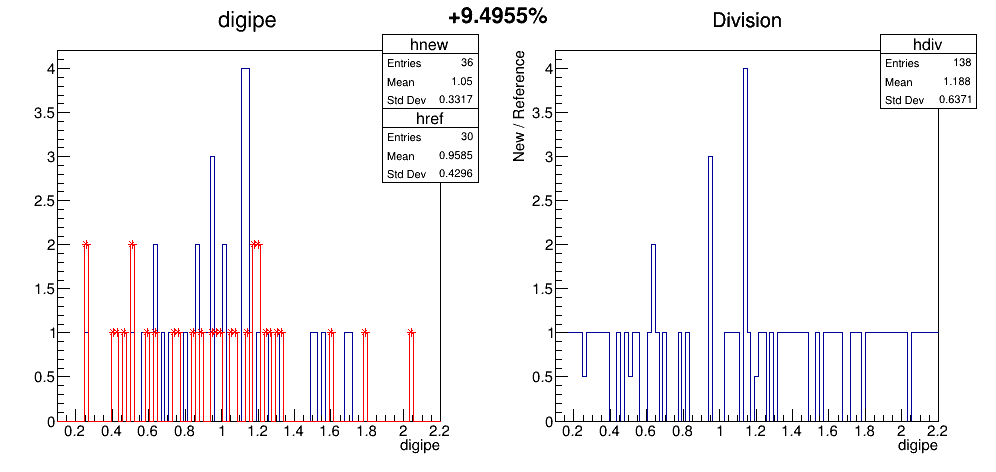 +9.4955%
digipe
hnew
Entries 36
Mean 1.05
Std Dev 0.3317
href
Entries 30
Mean 0.9585
Std Dev 0.4296
4
3.5
3
2.5
2
1.5
1
0.5
0
0.2 0.4 0.6 0.8 1 1.2 1.4 1.6 1.8 2 2.2
digipe
Division
hdiv
Entries 138
Mean 1.188
Std Dev 0.6371
New / Reference
4
3.5
3
2.5
2
1.5
1
0.5
0
0.2 0.4 0.6 0.8 1 1.2 1.4 1.6 1.8 2 2.2
digipe